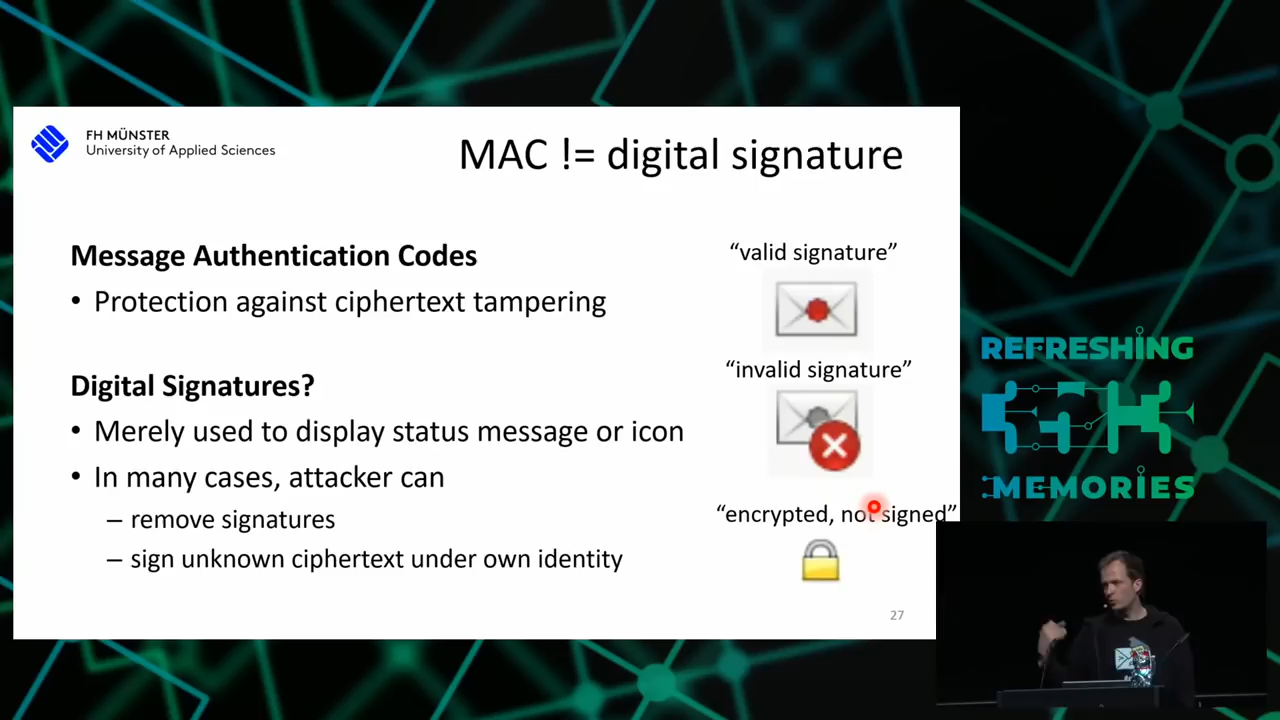 FH MÜNSTER
University of Applied Sciences
MAC != digital signature
Message Authentication Codes
• Protection against ciphertext tampering
Digital Signatures?
• Merely used to display status message or icon
• In many cases, attacker can
– remove signatures
– sign unknown ciphertext under own identity
“valid signature”
“invalid signature”
“encrypted, not signed”
27
REFRESHING
35C3
MEMORIES